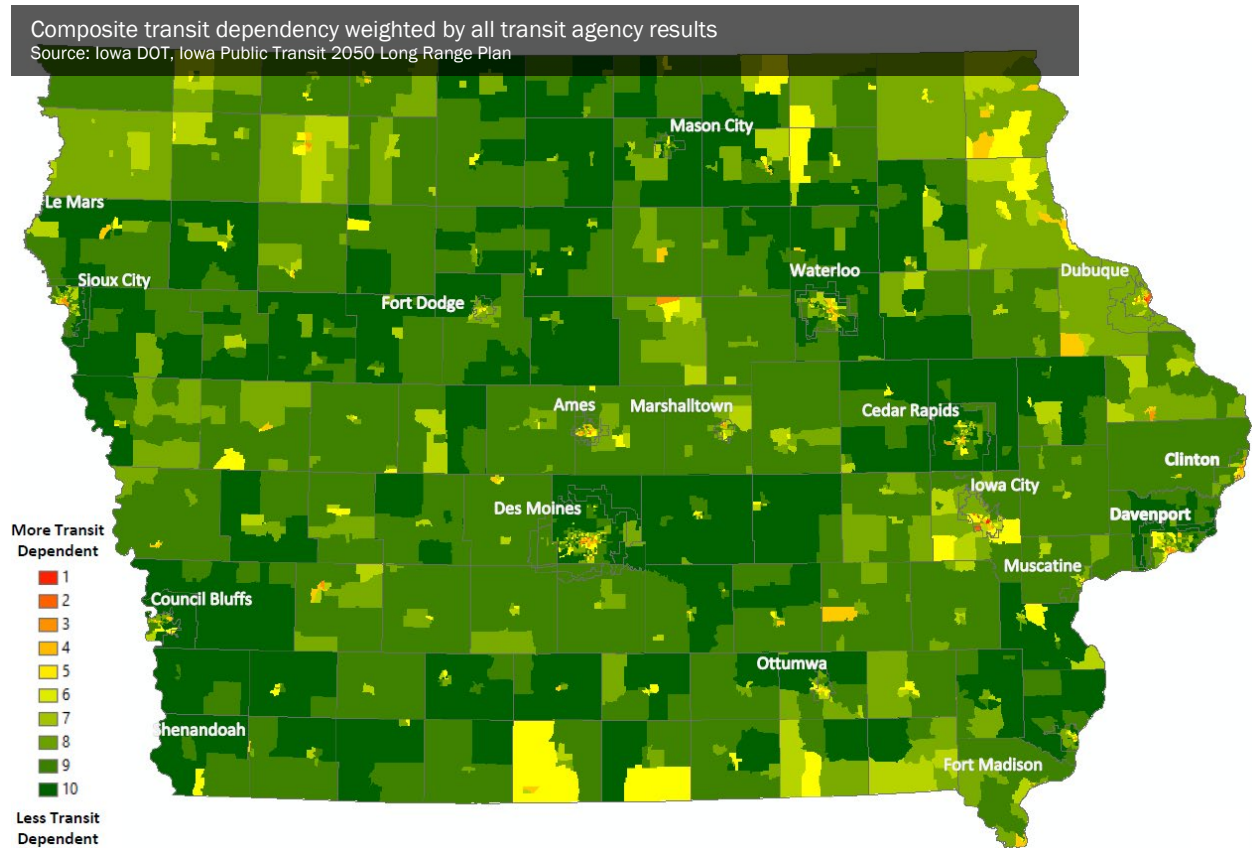 Composite transit dependency weighted by all transit agency results
Source: Iowa DOT, Iowa Public Transit 2050 Long Range Plan
Mason City
Le Mars
Sioux City
Fort Dodge
Waterloo
Dubuque
Ames
Marshalltown
Cedar Rapids
Clinton
Iowa City
Des Moines
Davenport
Muscatine
Council Bluffs
Ottumwa
Shenandoah
Fort Madison
More Transit
Dependent
1
2
3
4
5
6
7
8
9
10
Less Transit
Dependent